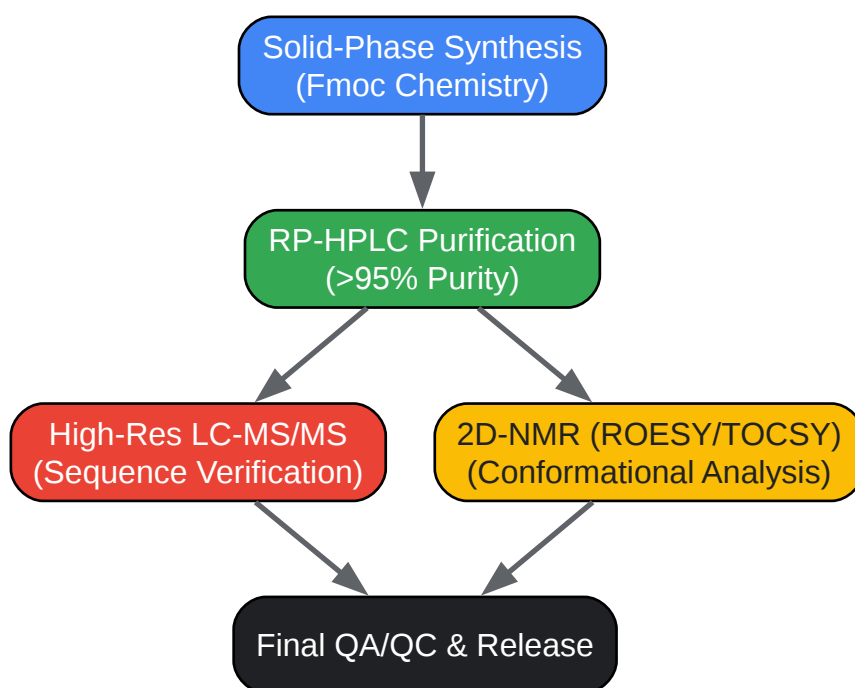 Solid-Phase Synthesis
(Fmoc Chemistry)
RP-HPLC Purification
(>95% Purity)
High-Res LC-MS/MS
(Sequence Verification)
2D-NMR (ROESY/TOCSY)
(Conformational Analysis)
Final QA/QC & Release